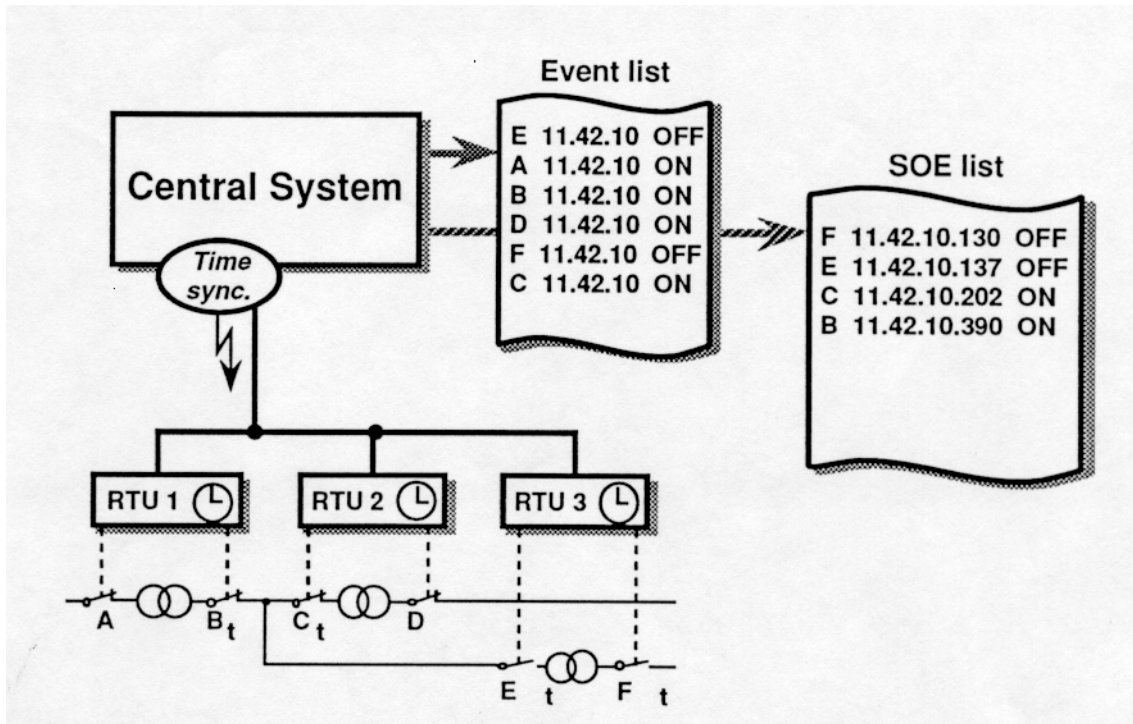 Event list
E 11.42.10 OFF
A 11.42.10 ON
B 11.42.10 ON
D 11.42.10 ON
F 11.42.10 OFF
C 11.42.10 ON
Central System
Time
sync.
SOE list
F 11.42.10.130 OFF
E 11.42.10.137 OFF
C 11.42.10.202 ON
B 11.42.10.390 ON
RTU 1
RTU 2
RTU 3
A
B t
C t
D
E t
F t